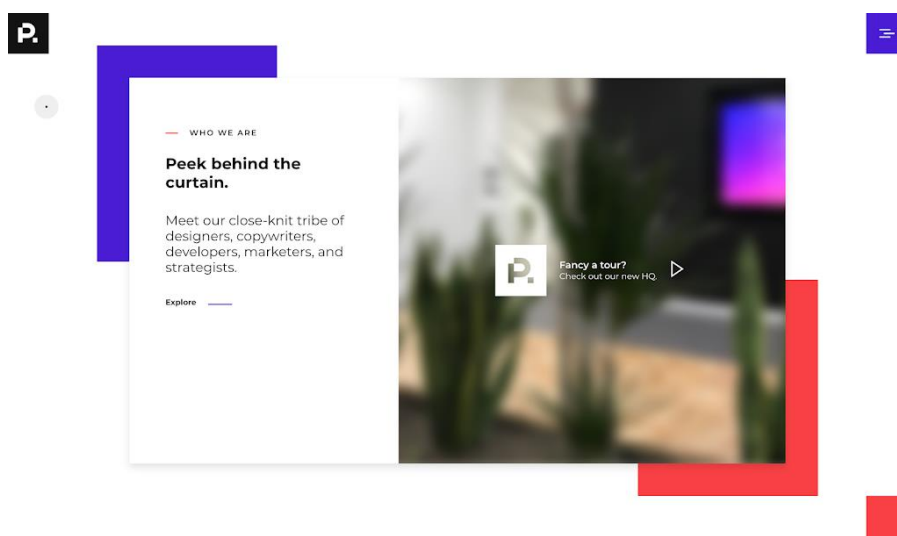 P.
WHO WE ARE
Peek behind the
curtain.
Meet our close-knit tribe of
designers, copywriters,
developers, marketers, and
strategists.
Explore
P.
Fancy a tour?
Check out our new HQ.